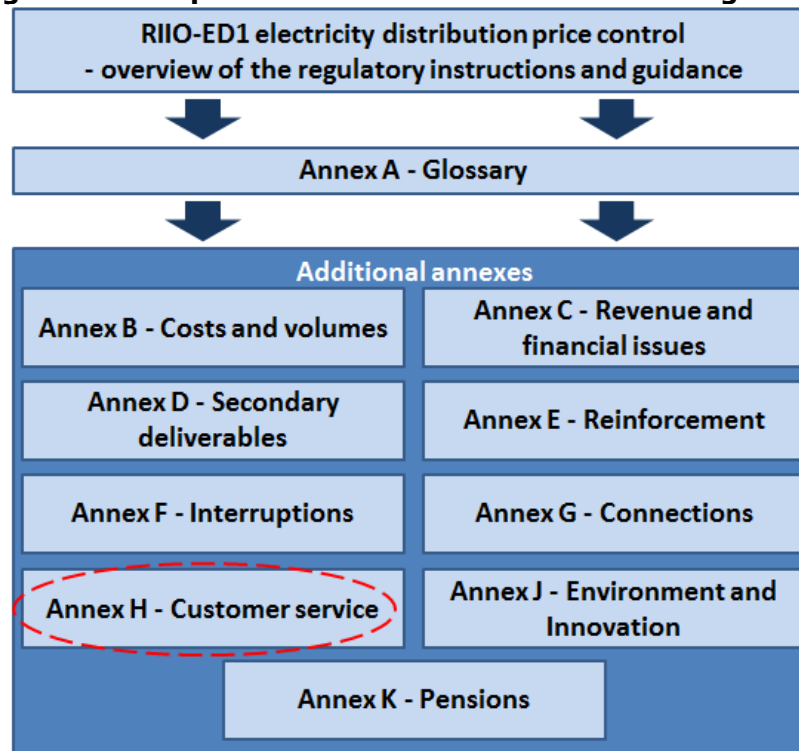 RIIO-ED1 electricity distribution price control
- overview of the regulatory instructions and guidance
Annex A - Glossary
Additional annexes
Annex B - Costs and volumes
Annex C - Revenue and
financial issues
Annex D - Secondary
deliverables
Annex E - Reinforcement
Annex F - Interruptions
Annex G - Connections
Annex H - Customer service
Annex J - Environment and
Innovation
Annex K - Pensions